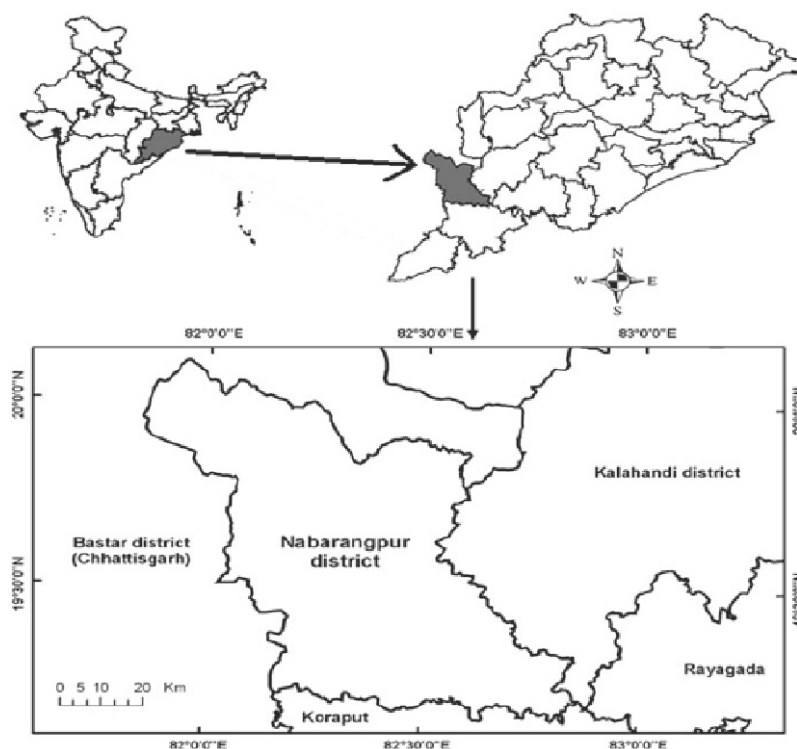 N
W E
S
82°0'0"E 82°30'0"E 83°0'0"E
20°0'0"N
Kalahandi district
Bastar district
(Chhattisgarh)
Nabarangpur
district
19°30'0"N
Rayagada
0 5 10 20 Km
Koraput
82°0'0"E 82°30'0"E 83°0'0"E